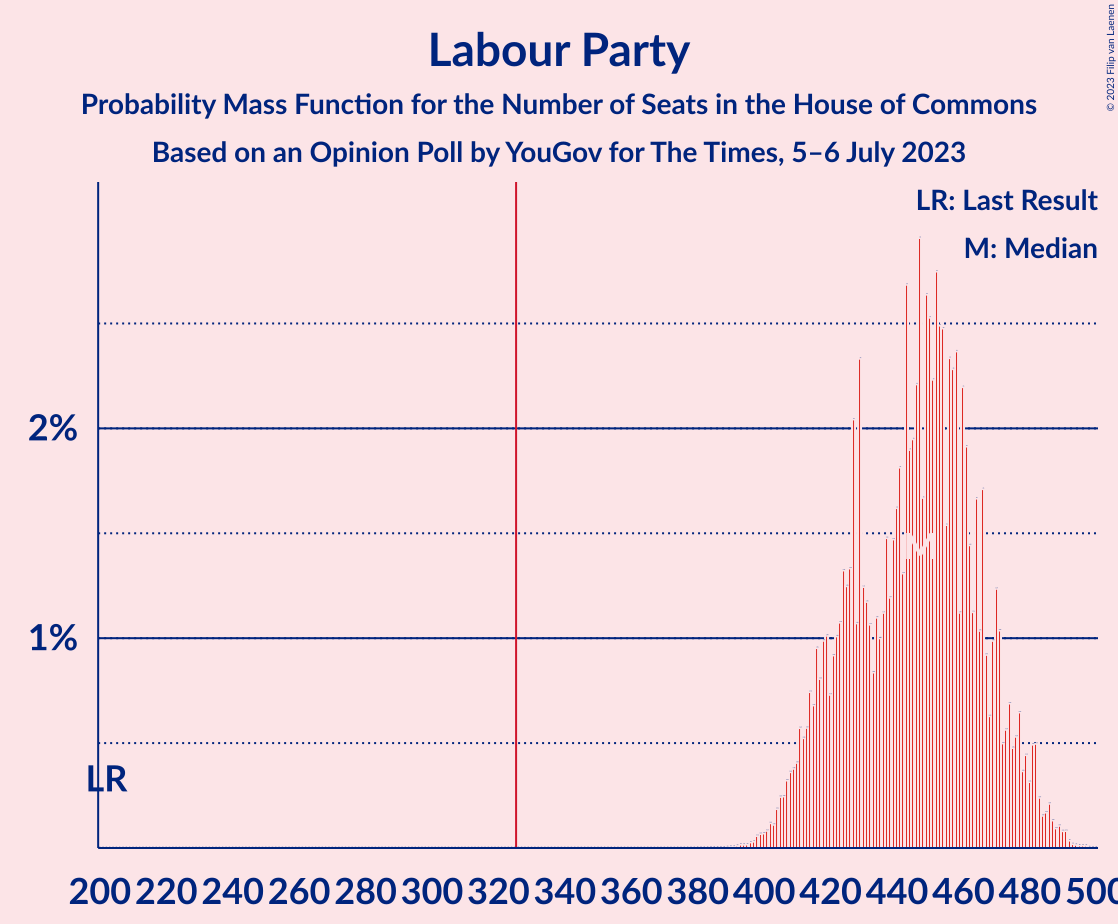 Labour Party
Probability Mass Function for the Number of Seats in the House of Commons
Based on an Opinion Poll by YouGov for The Times, 5–6 July 2023
© 2023 Filip van Laenen
LR: Last Result
M: Median
2%
1%
LR
M
200 220 240 260 280 300 320 340 360 380 400 420 440 460 480 500